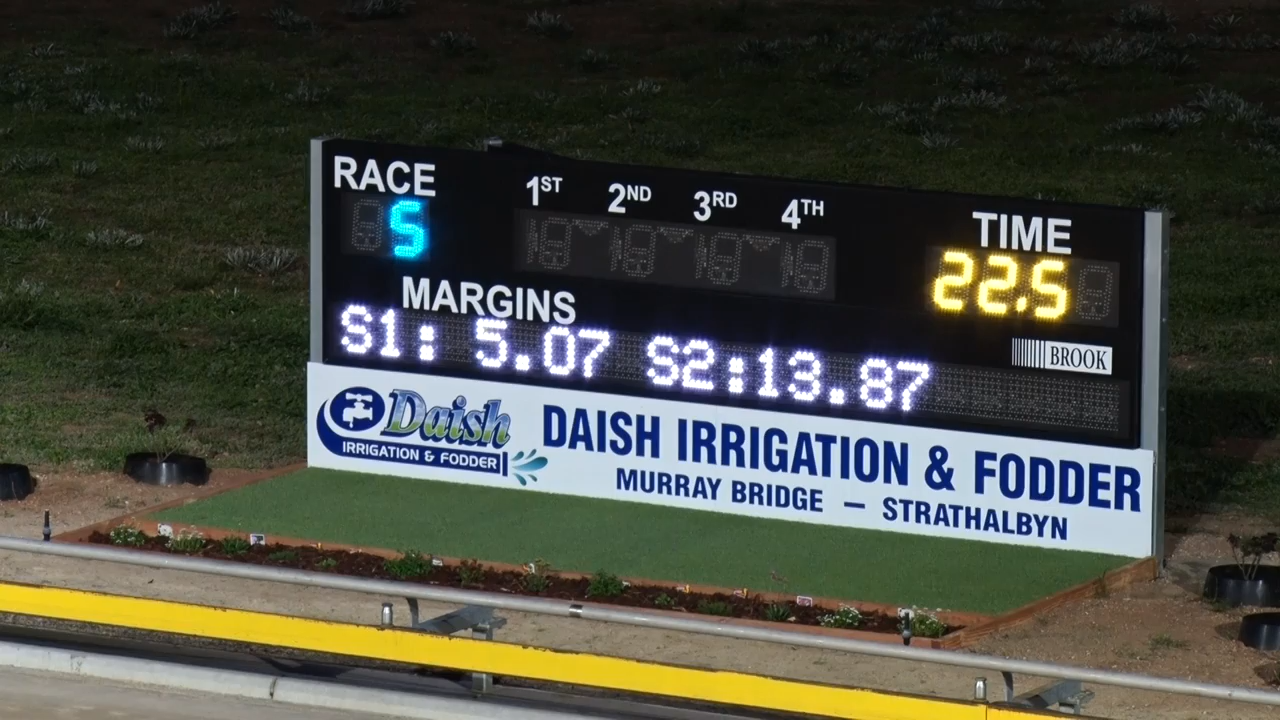 RACE 1ST 2ND 3RD 4TH TIME
5 22.5
MARGINS
S1: 5.07 S2:13.87
BROOK
Daish
IRRIGATION & FODDER
DAISH IRRIGATION & FODDER
MURRAY BRIDGE – STRATHALBYN